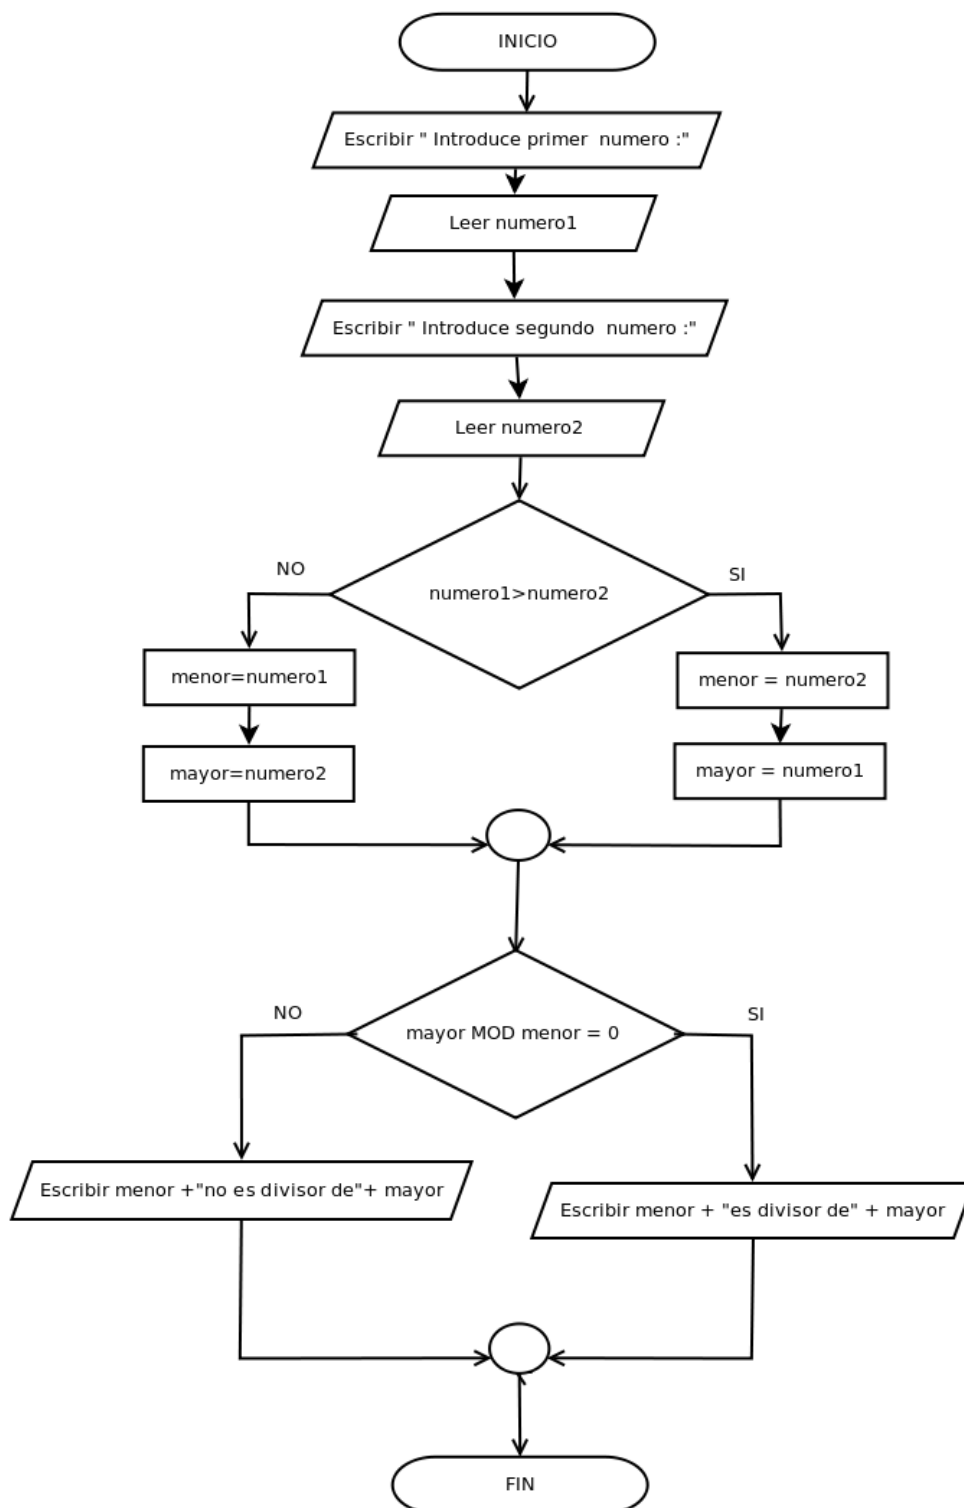 INICIO
Escribir " Introduce primer  numero :"
Leer numero1
Escribir " Introduce segundo  numero :"
Leer numero2
numero1>numero2
NO
SI
menor=numero1
menor = numero2
mayor=numero2
mayor = numero1
mayor MOD menor = 0
NO
SI
Escribir menor +"no es divisor de"+ mayor
Escribir menor + "es divisor de" + mayor
FIN